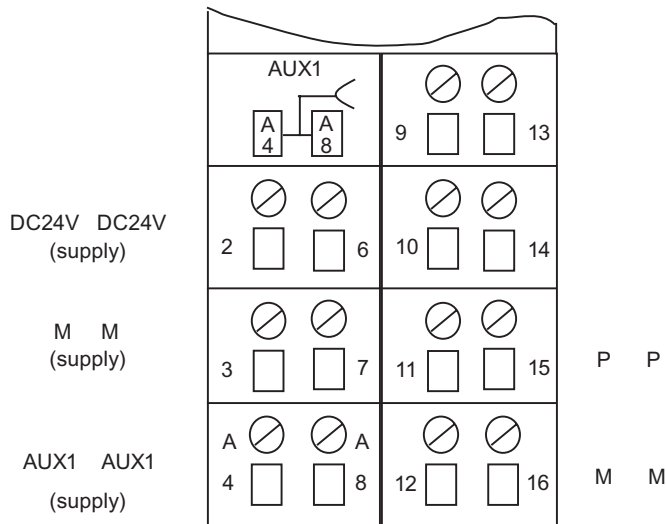 AUX1
A A
4 8
9 13
DC24V DC24V
(supply)
2 6 10 14
M M
(supply)
3 7 11 15 P P
A A
AUX1 AUX1
(supply)
4 8 12 16 M M